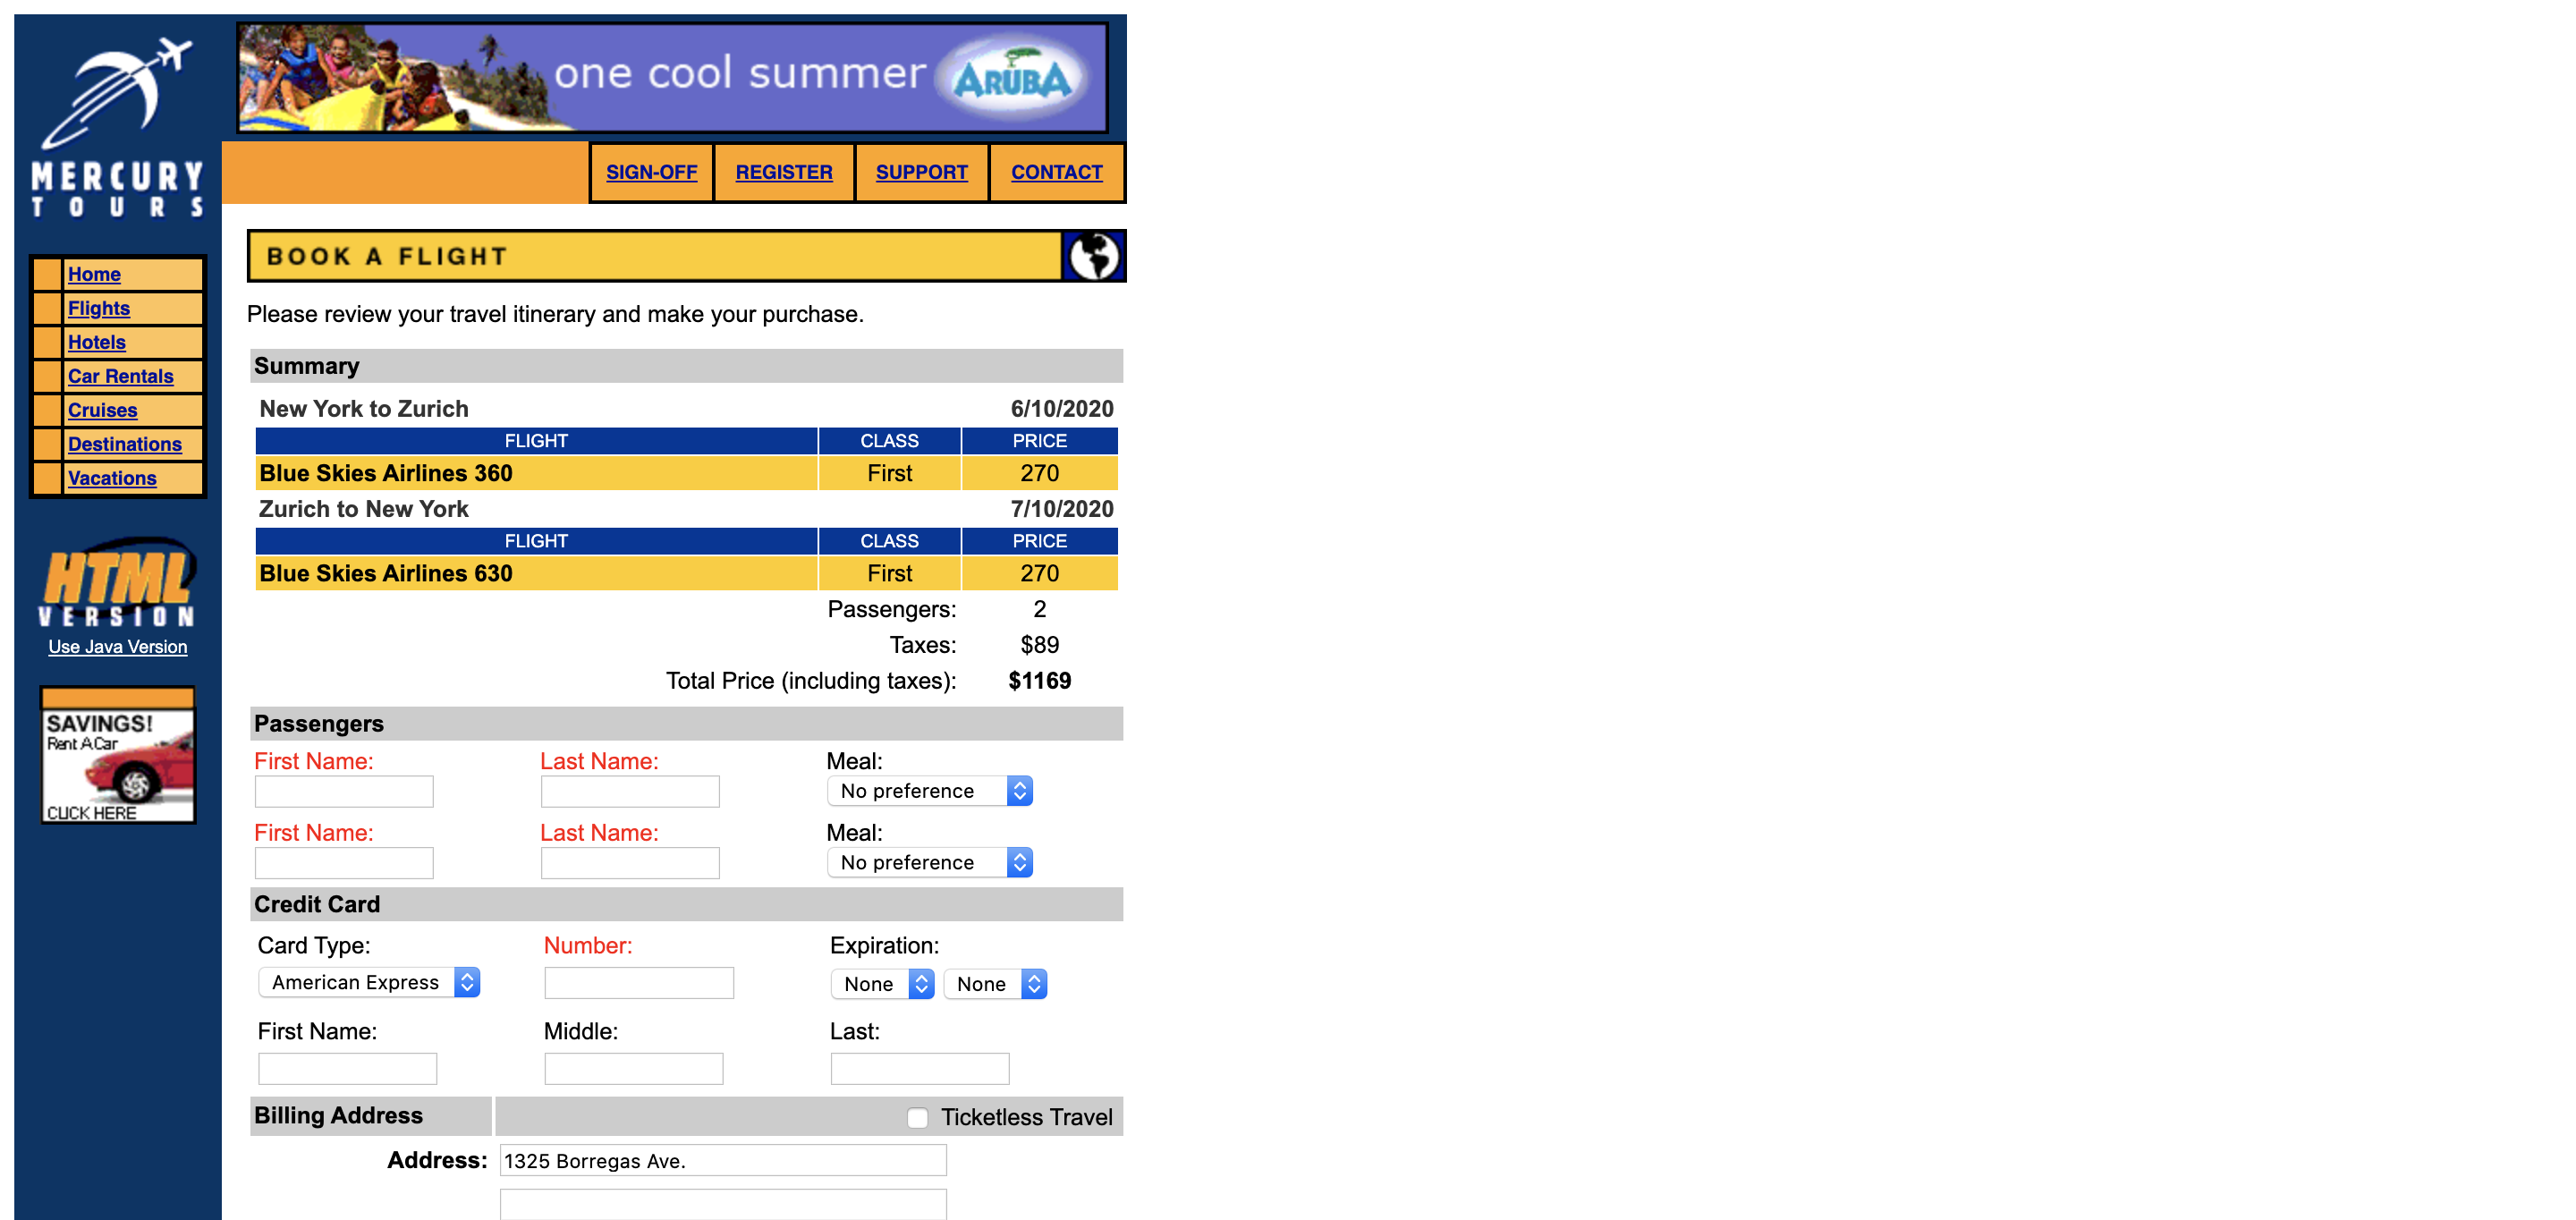 one cool summer ARUBA
MERCURY
TOURS
SIGN-OFF REGISTER SUPPORT CONTACT
BOOK A FLIGHT
Home
Flights
Hotels
Car Rentals
Cruises
Destinations
Vacations
HTML
VERSION
Use Java Version
SAVINGS!
Rent A Car
CLICK HERE
Please review your travel itinerary and make your purchase.
Summary
New York to Zurich 6/10/2020
FLIGHT CLASS PRICE
Blue Skies Airlines 360 First 270
Zurich to New York 7/10/2020
FLIGHT CLASS PRICE
Blue Skies Airlines 630 First 270
Passengers: 2
Taxes: $89
Total Price (including taxes): $1169
Passengers
First Name: Last Name: Meal:
No preference
First Name: Last Name: Meal:
No preference
Credit Card
Card Type: Number: Expiration:
American Express None None
First Name: Middle: Last:
Billing Address Ticketless Travel
Address: 1325 Borregas Ave.